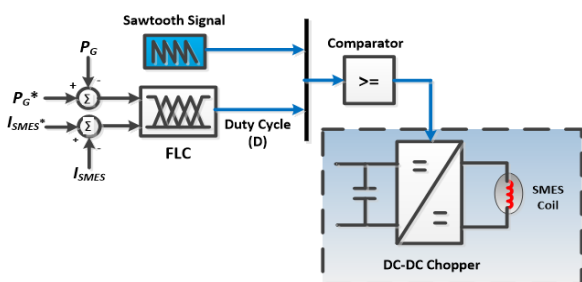 Sawtooth Signal
P_G
Comparator
+
-
Σ
>=
P_G*
I_SMES*
Σ
+
-
Duty Cycle
(D)
FLC
I_SMES
=
=
SMES
Coil
DC-DC Chopper